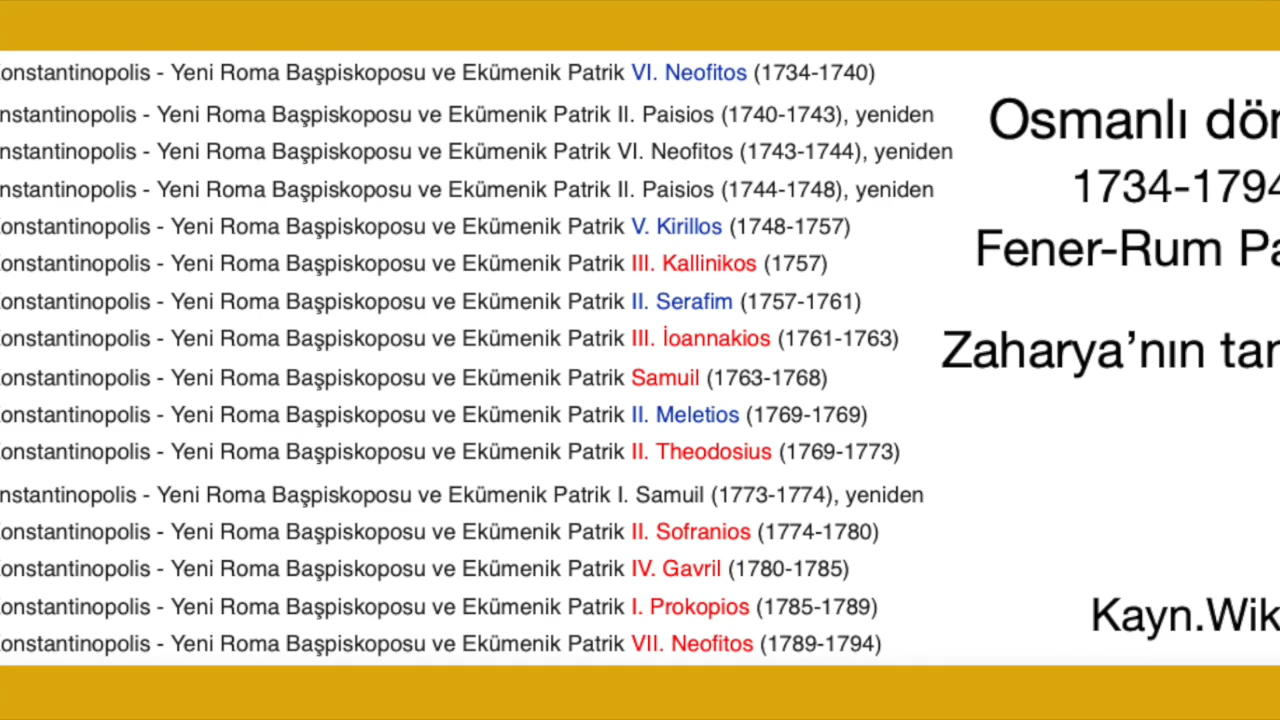 onstantinopolis - Yeni Roma Başpiskoposu ve Ekümenik Patrik VI. Neofitos (1734-1740)
nstantinopolis - Yeni Roma Başpiskoposu ve Ekümenik Patrik II. Paisios (1740-1743), yeniden
nstantinopolis - Yeni Roma Başpiskoposu ve Ekümenik Patrik VI. Neofitos (1743-1744), yeniden
nstantinopolis - Yeni Roma Başpiskoposu ve Ekümenik Patrik II. Paisios (1744-1748), yeniden
onstantinopolis - Yeni Roma Başpiskoposu ve Ekümenik Patrik V. Kirillos (1748-1757)
onstantinopolis - Yeni Roma Başpiskoposu ve Ekümenik Patrik III. Kallinikos (1757)
onstantinopolis - Yeni Roma Başpiskoposu ve Ekümenik Patrik II. Serafim (1757-1761)
onstantinopolis - Yeni Roma Başpiskoposu ve Ekümenik Patrik III. İoannakios (1761-1763)
onstantinopolis - Yeni Roma Başpiskoposu ve Ekümenik Patrik Samuil (1763-1768)
onstantinopolis - Yeni Roma Başpiskoposu ve Ekümenik Patrik II. Meletios (1769-1769)
onstantinopolis - Yeni Roma Başpiskoposu ve Ekümenik Patrik II. Theodosius (1769-1773)
nstantinopolis - Yeni Roma Başpiskoposu ve Ekümenik Patrik I. Samuil (1773-1774), yeniden
onstantinopolis - Yeni Roma Başpiskoposu ve Ekümenik Patrik II. Sofranios (1774-1780)
onstantinopolis - Yeni Roma Başpiskoposu ve Ekümenik Patrik IV. Gavril (1780-1785)
onstantinopolis - Yeni Roma Başpiskoposu ve Ekümenik Patrik I. Prokopios (1785-1789)
onstantinopolis - Yeni Roma Başpiskoposu ve Ekümenik Patrik VII. Neofitos (1789-1794)
Osmanlı dön
1734-1794
Fener-Rum Pa
Zaharya’nın tan
Kayn.Wik